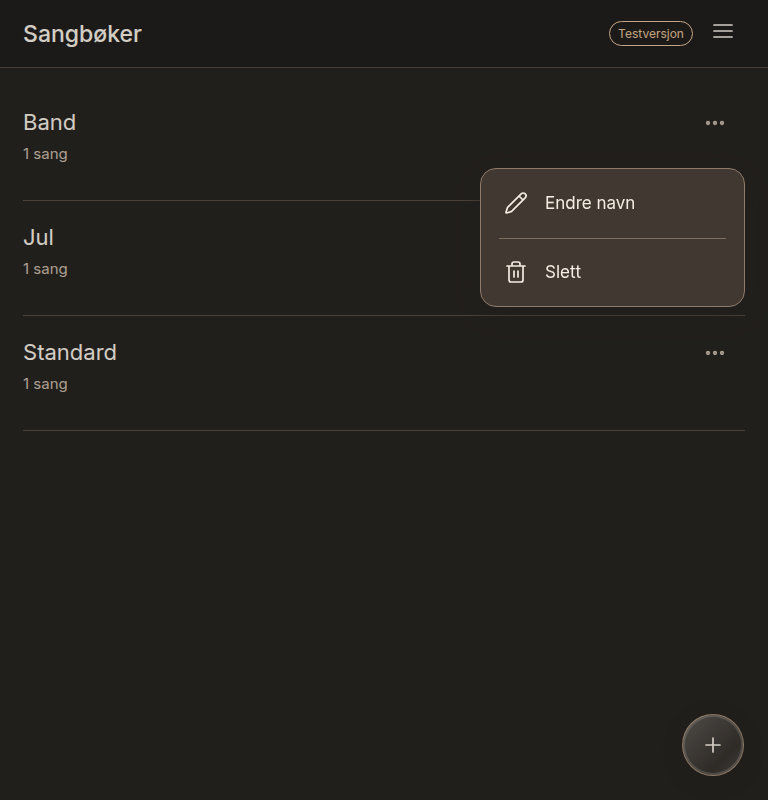 Sangbøker
Testversjon
Band
1 sang
Endre navn
Jul
1 sang
Slett
Standard
1 sang